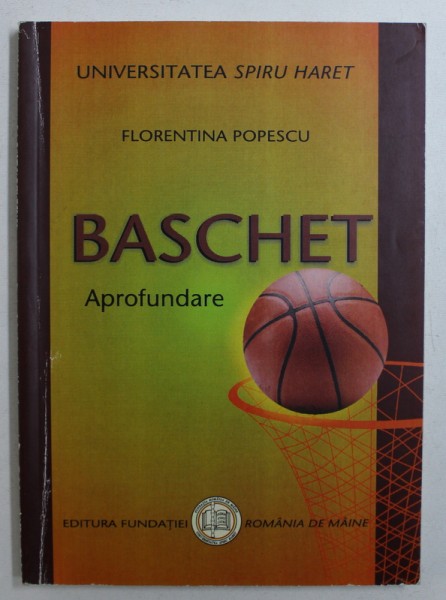 UNIVERSITATEA SPIRU HARET
FLORENTINA POPESCU
BASCHET
Aprofundare
EDITURA FUNDAȚIEI ROMÂNIA DE MÂINE